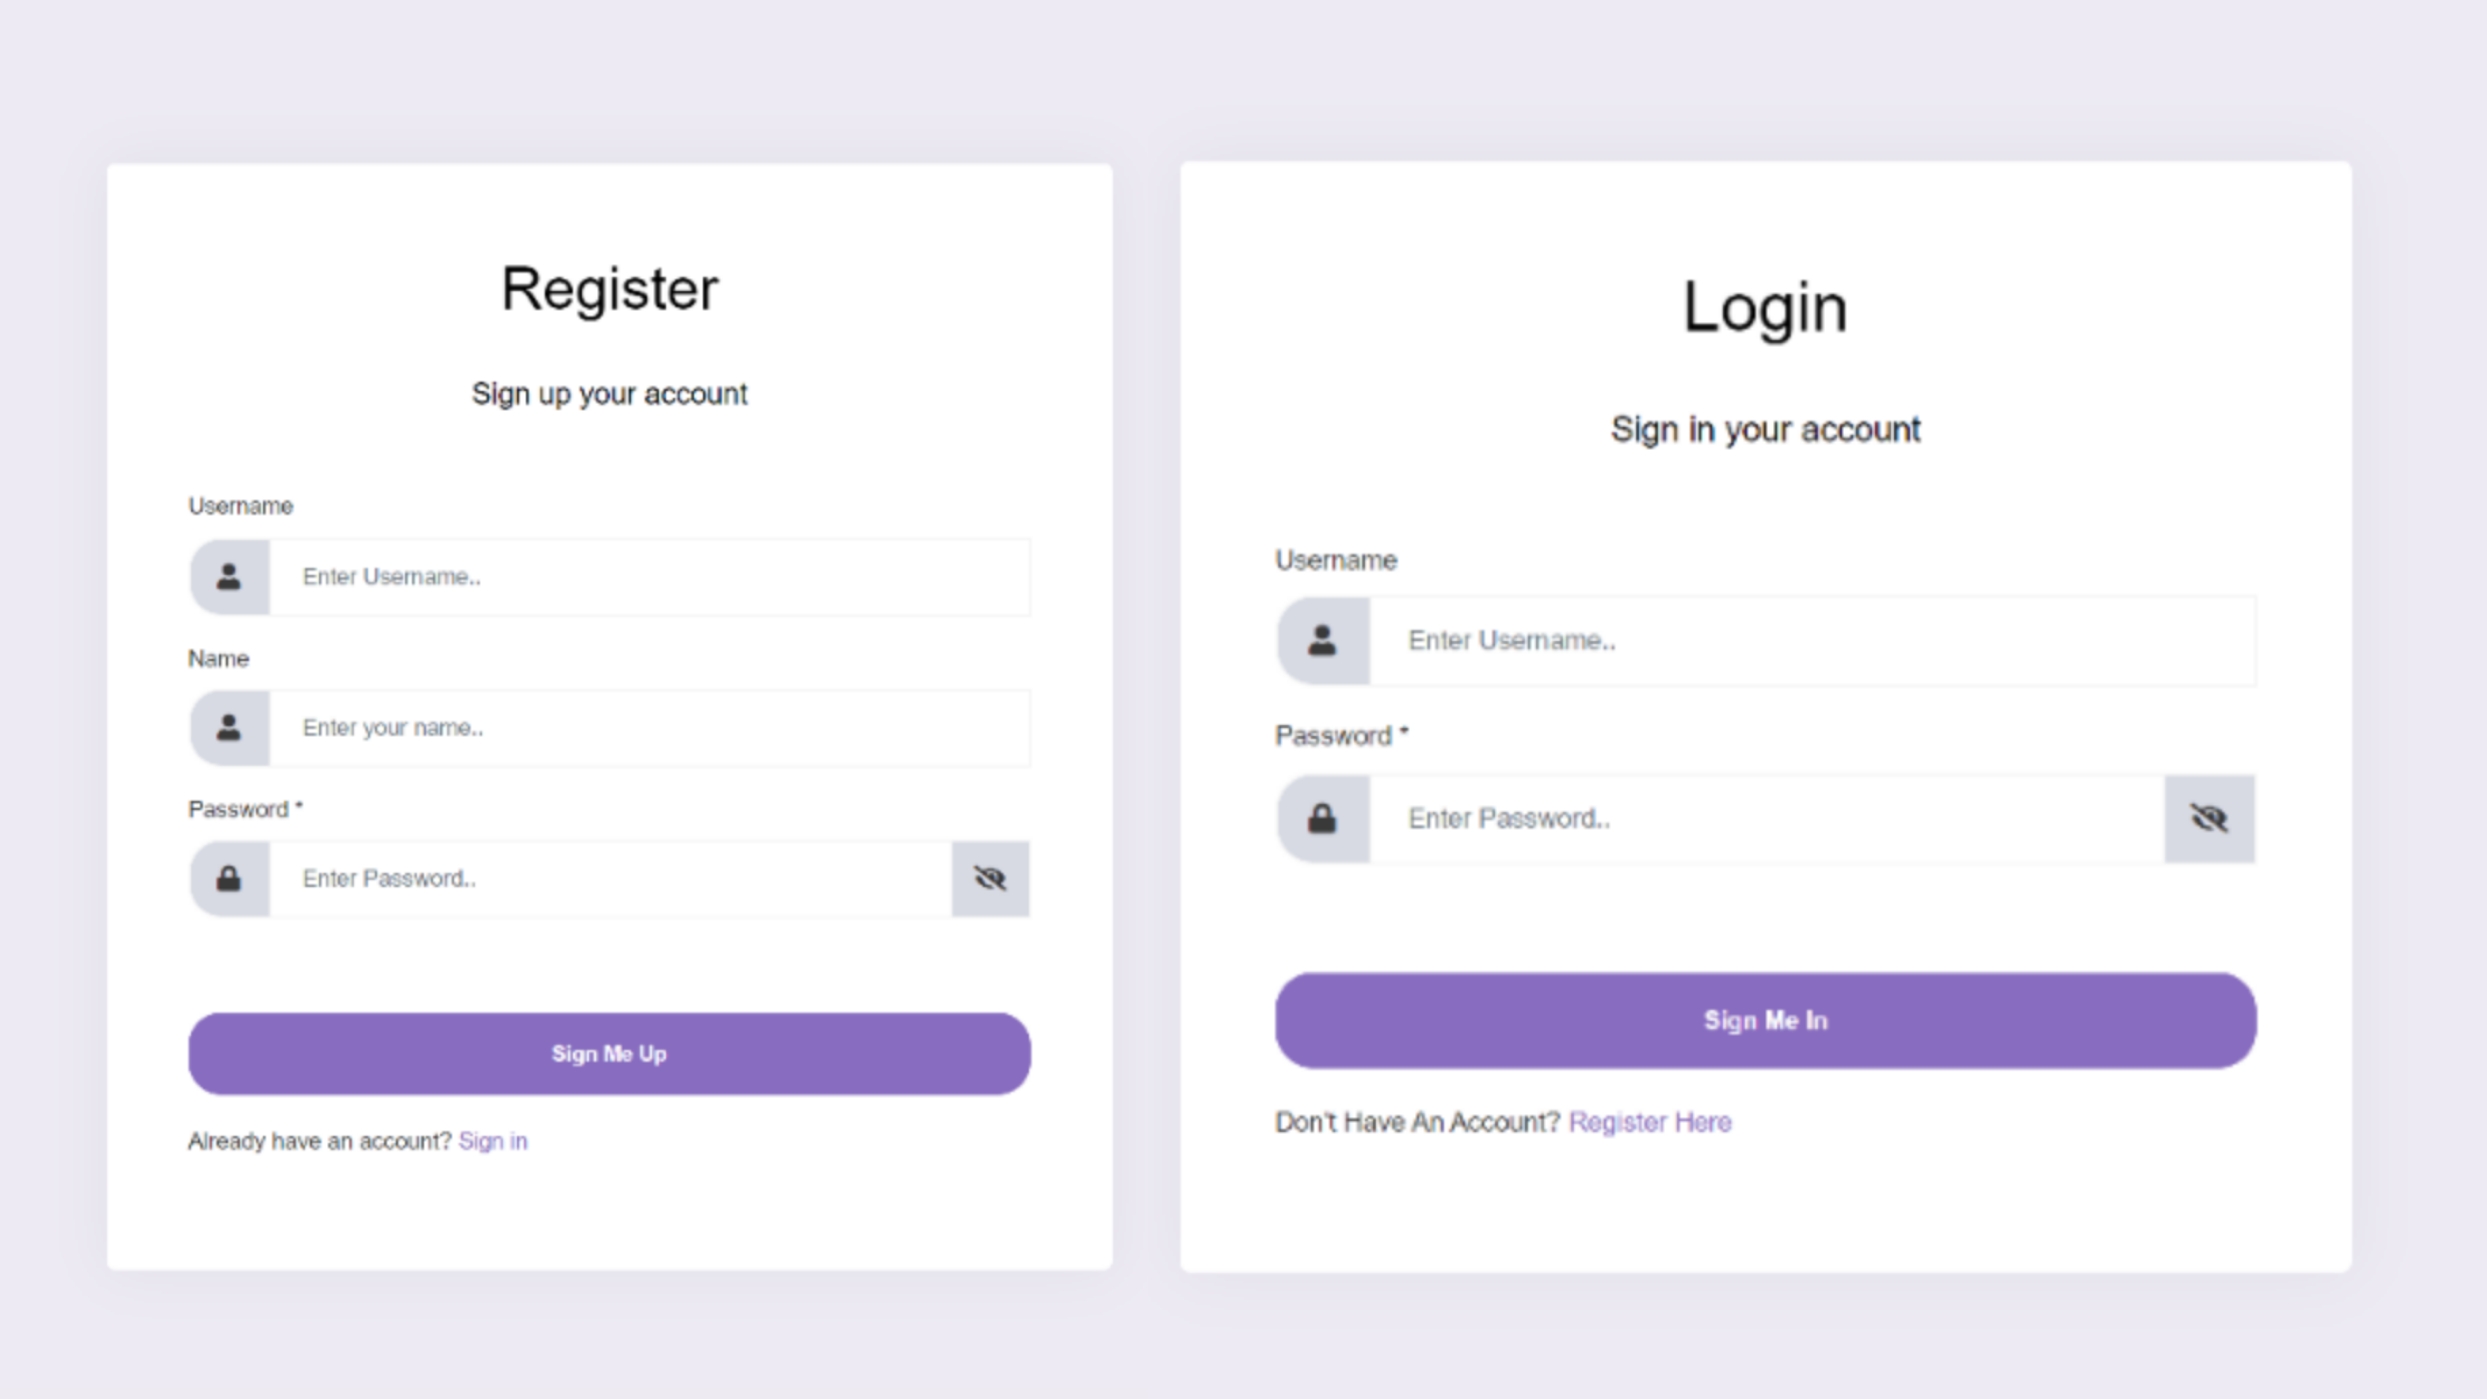 Register
Sign up your account
Username
Enter Username..
Name
Enter your name..
Password *
Enter Password..
Sign Me Up
Already have an account? Sign in
Login
Sign in your account
Username
Enter Username..
Password *
Enter Password..
Sign Me In
Don't Have An Account? Register Here